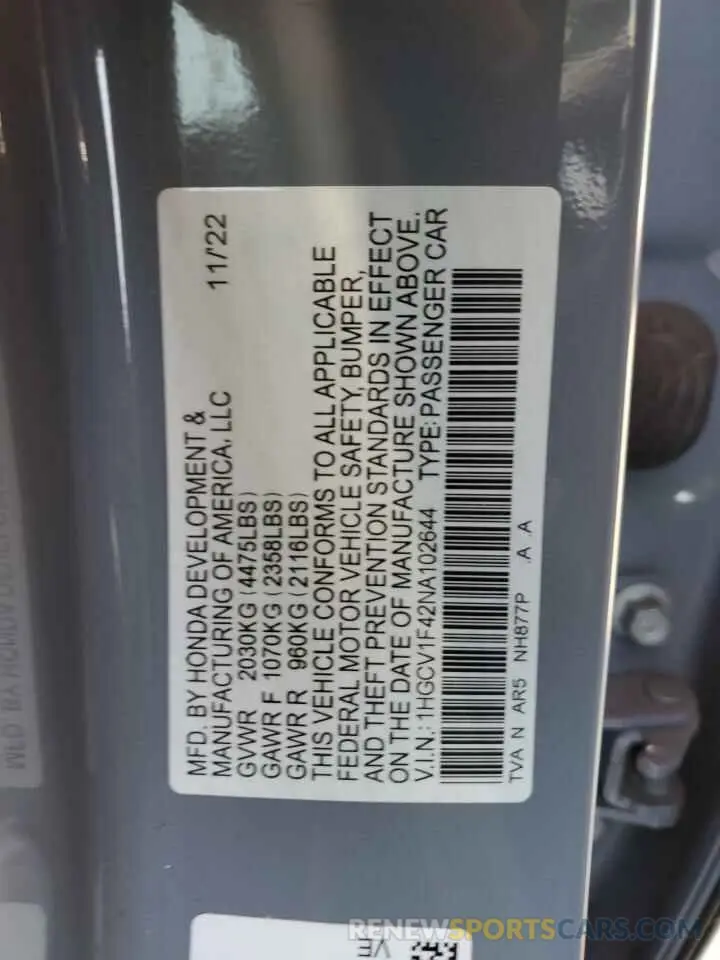 MFD. BY HONDA DEVELOPMENT & 11/'22
MANUFACTURING OF AMERICA, LLC
GVWR 2030KG (4475LBS)
GAWR F 1070KG (2358LBS)
GAWR R 960KG (2116LBS)
THIS VEHICLE CONFORMS TO ALL APPLICABLE
FEDERAL MOTOR VEHICLE SAFETY, BUMPER,
AND THEFT PREVENTION STANDARDS IN EFFECT
ON THE DATE OF MANUFACTURE SHOWN ABOVE.
V.I.N.: 1HGCV1F42NA102644 TYPE: PASSENGER CAR
TVA N AR5 NH877P .A .A
VE
RENEWSPORTSCARS.COM